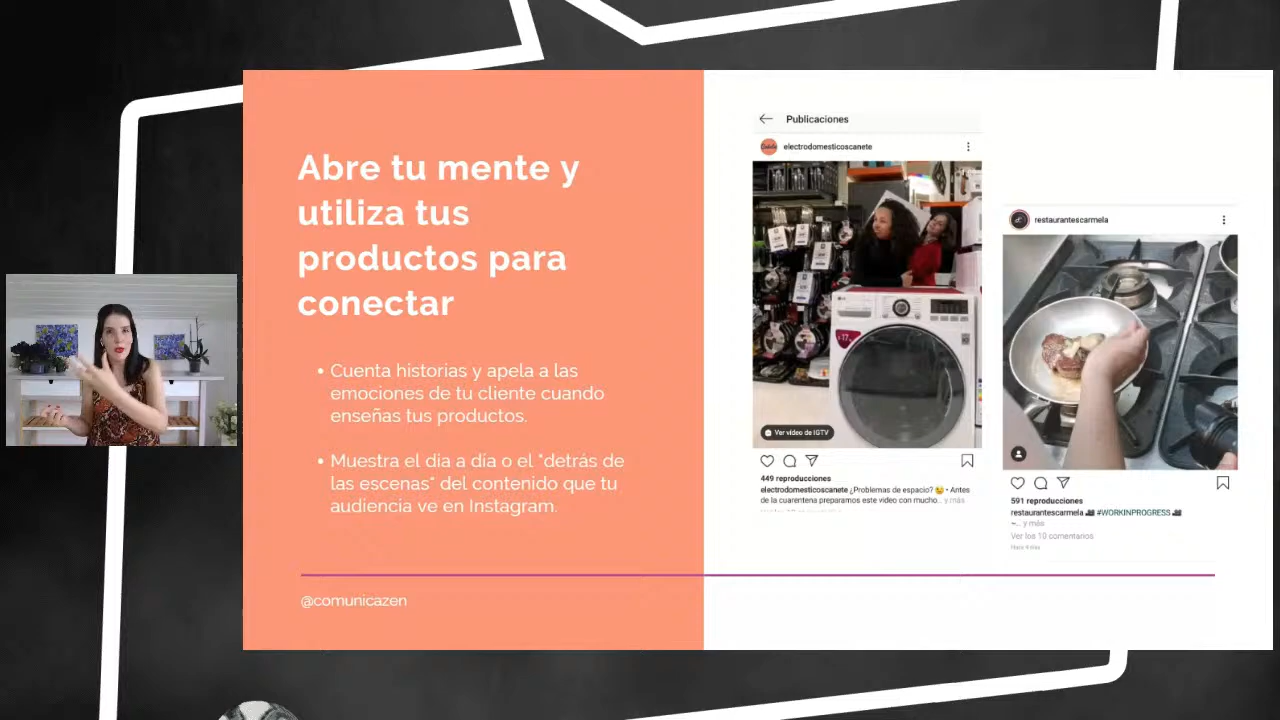 Abre tu mente y
utiliza tus
productos para
conectar
• Cuenta historias y apela a las
emociones de tu cliente cuando
enseñas tus productos.
• Muestra el dia a día o el "detrás de
las escenas" del contenido que tu
audiencia ve en Instagram.
@comunicazen
Publicaciones
electrodomesticoscanete
LG
Ver vídeo de IGTV
449 reproducciones
electrodomesticoscanete ¿Problemas de espacio? 😉 • Antes
de la cuarentena preparamos este video con mucho... y más
restaurantescarmela
591 reproducciones
restaurantescarmela 🎥 #WORKINPROGRESS 🎥
~... y más
Ver los 10 comentarios